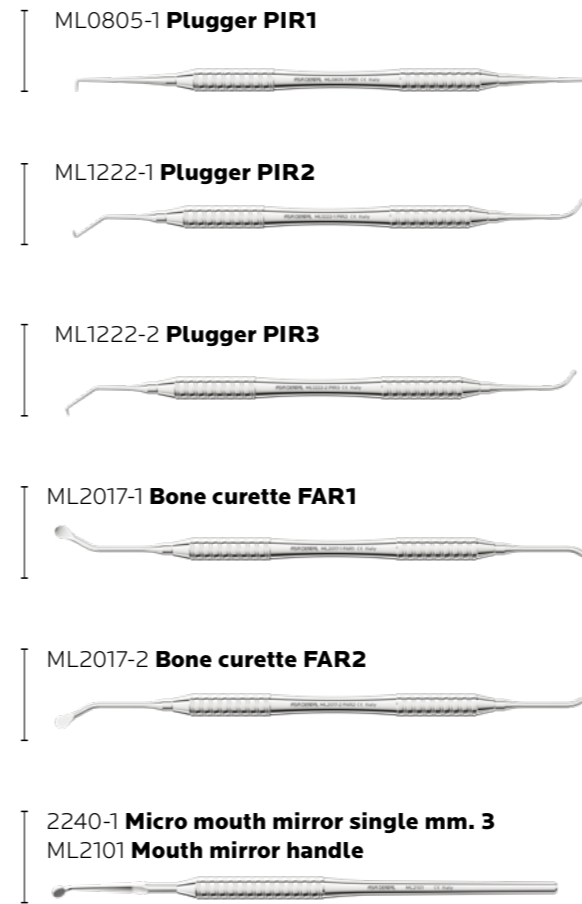 ML0805-1 Plugger PIR1
ML1222-1 Plugger PIR2
ML1222-2 Plugger PIR3
ML2017-1 Bone curette FAR1
ML2017-2 Bone curette FAR2
2240-1 Micro mouth mirror single mm. 3
ML2101 Mouth mirror handle